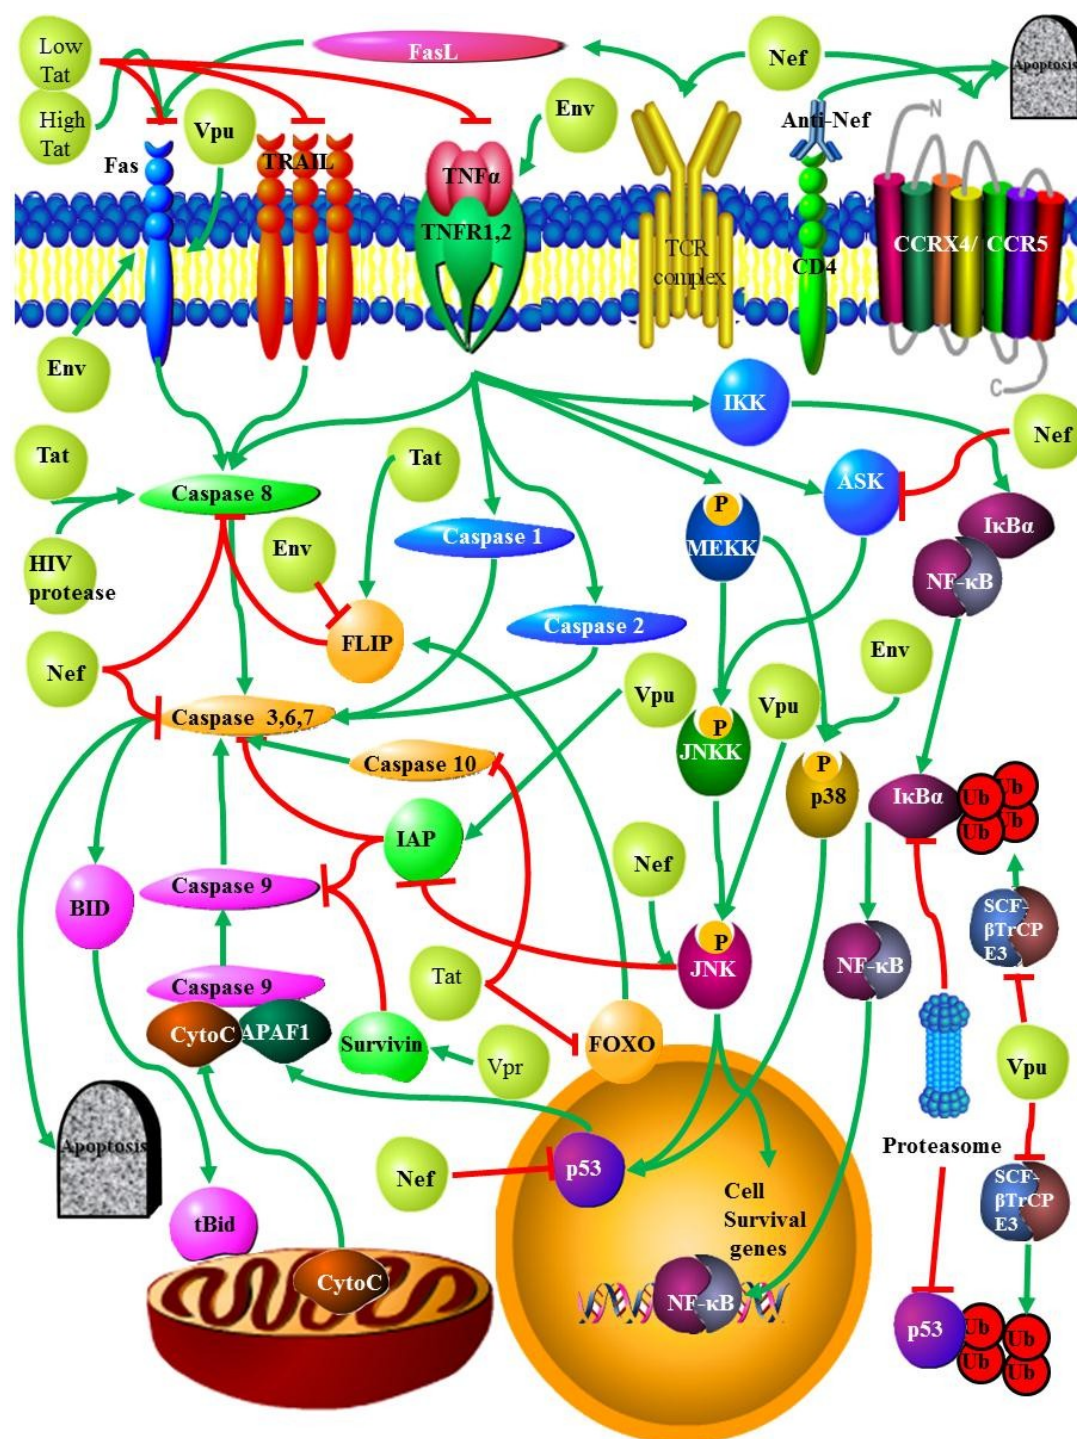 Low
Tat
FasL
Nef
Apoptosis
High
Tat
Vpu
Env
Anti-Nef
N
Fas
TRAIL
TNFα
TNFR1,2
TCR
complex
CD4
CCRX4/ CCR5
C
Env
IKK
Nef
Tat
Caspase 8
Tat
ASK
P
MEKK
IκBα
NF-κB
HIV
protease
Env
Caspase 1
Caspase 2
FLIP
Nef
Vpu
Vpu
Env
Caspase 3,6,7
P
JNKK
Caspase 10
P
p38
IκBα
Ub
Ub
Ub
Ub
IAP
Nef
BID
Caspase 9
SCF-
βTrCP
E3
P
JNK
NF-κB
Tat
Caspase 9
CytoC
APAF1
Survivin
Vpr
FOXO
Vpu
Apoptosis
Proteasome
Nef
p53
SCF-
βTrCP
E3
Cell
Survival
genes
tBid
CytoC
NF-κB
p53
Ub
Ub
Ub
Ub